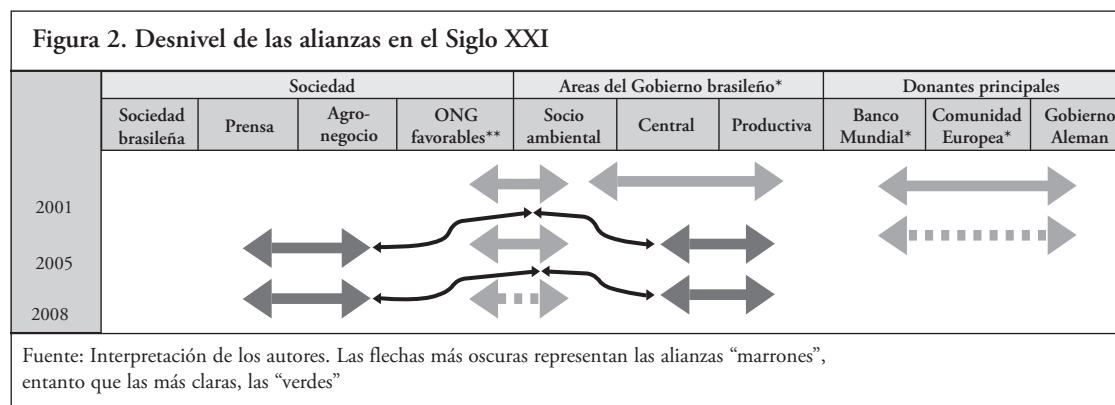 Figura 2. Desnivel de las alianzas en el Siglo XXI
Sociedad Areas del Gobierno brasileño* Donantes principales
Sociedad brasileña Prensa Agro-negocio ONG favorables** Socio ambiental Central Productiva Banco Mundial* Comunidad Europea* Gobierno Aleman
2001
2005
2008
Fuente: Interpretación de los autores. Las flechas más oscuras representan las alianzas “marrones”,
entanto que las más claras, las “verdes”